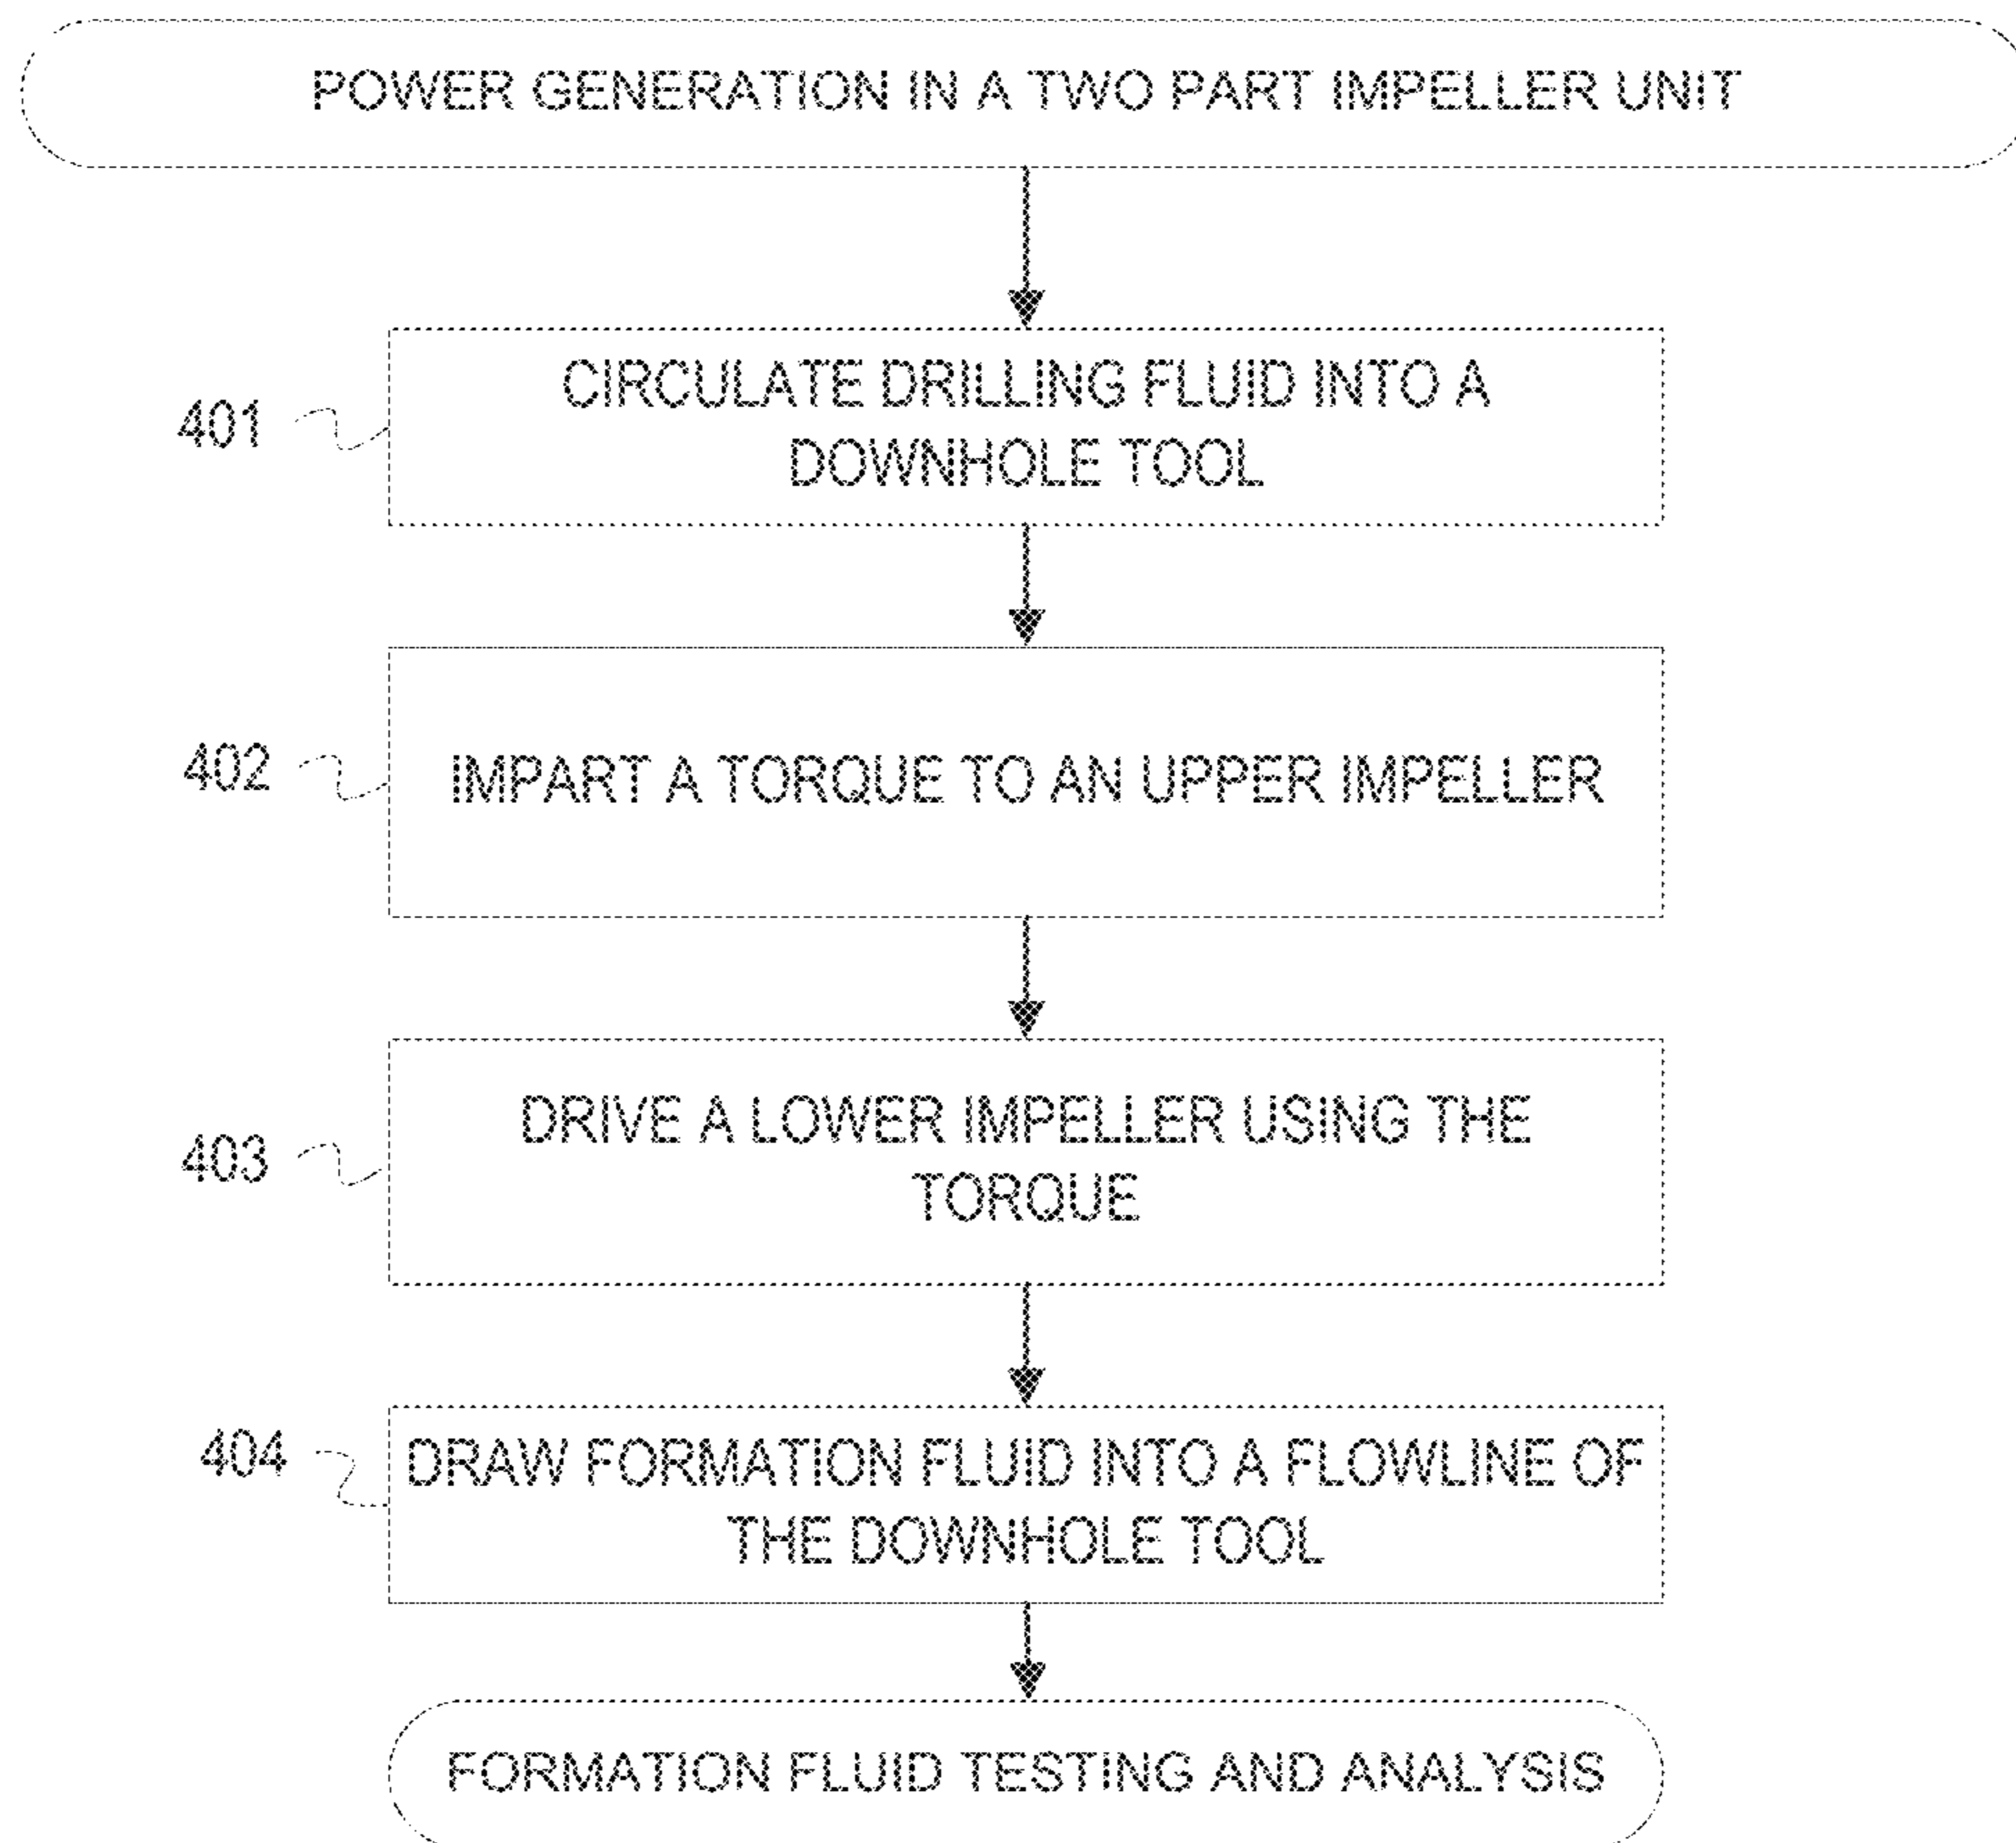 POWER GENERATION IN A TWO PART IMPELLER UNIT
401
CIRCULATE DRILLING FLUID INTO A
DOWNHOLE TOOL
402
IMPART A TORQUE TO AN UPPER IMPELLER
403
DRIVE A LOWER IMPELLER USING THE
TORQUE
404
DRAW FORMATION FLUID INTO A FLOWLINE OF
THE DOWNHOLE TOOL
FORMATION FLUID TESTING AND ANALYSIS